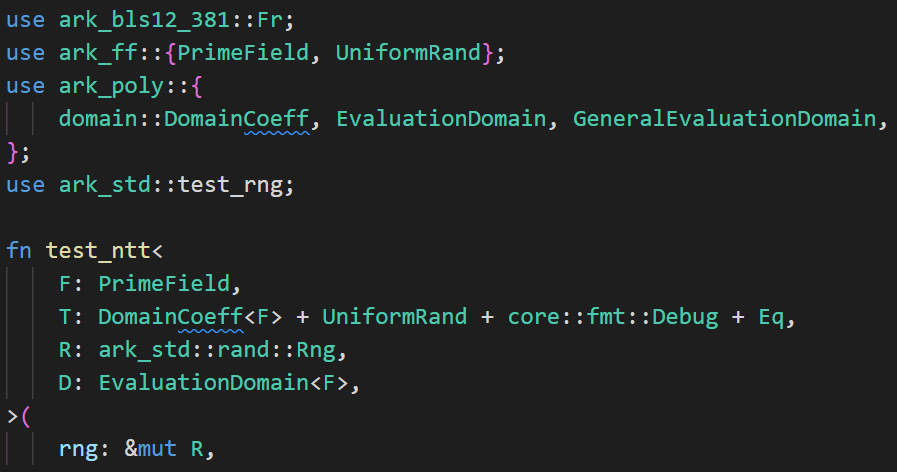 use ark_bls12_381::Fr;
use ark_ff::{PrimeField, UniformRand};
use ark_poly::{
    domain::DomainCoeff, EvaluationDomain, GeneralEvaluationDomain,
};
use ark_std::test_rng;

fn test_ntt<
    F: PrimeField,
    T: DomainCoeff<F> + UniformRand + core::fmt::Debug + Eq,
    R: ark_std::rand::Rng,
    D: EvaluationDomain<F>,
>(
    rng: &mut R,